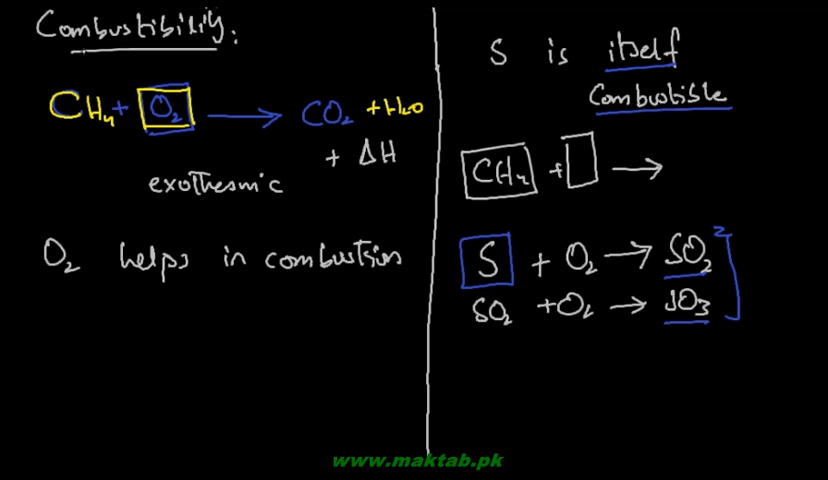 Combustibility:
CH₄ + O₂ → CO₂ + H₂O
+ ΔH
exothermic
O₂ helps in combustion
S is itself
Combustible
CH₄ + →
S + O₂ → SO₂
SO₂ + O₂ → SO₃
2
www.maktab.pk